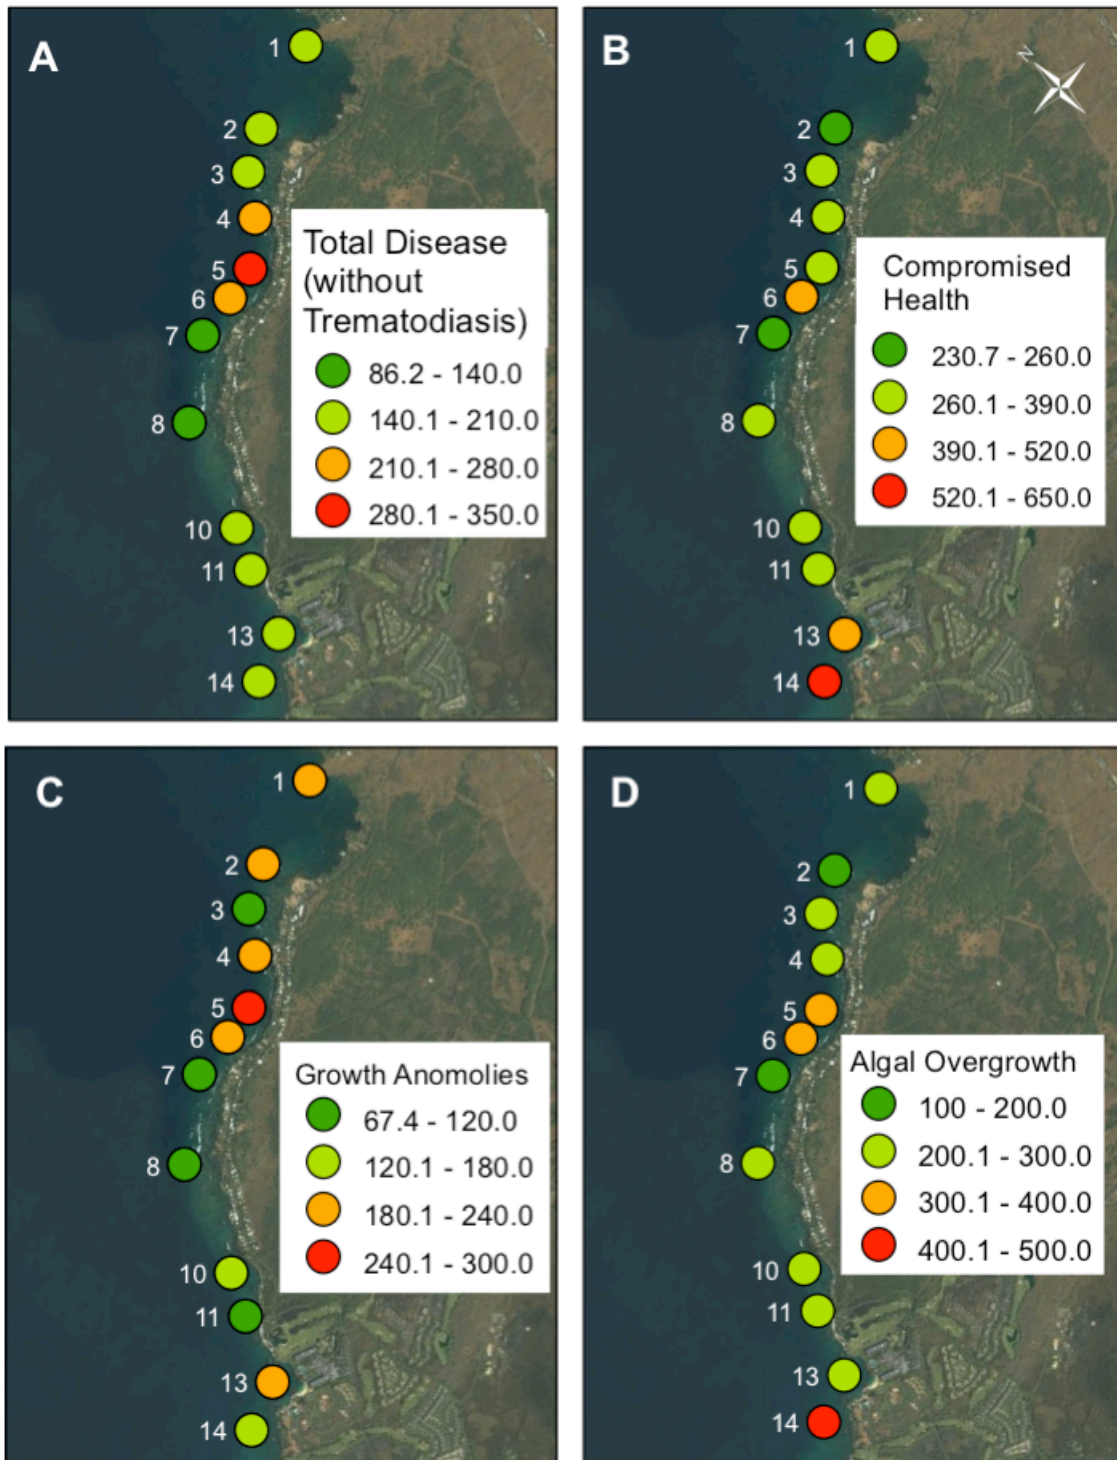 A
1
2
3
4
5
6
7
8
10
11
13
14
Total Disease
(without
Trematodiasis)
86.2 - 140.0
140.1 - 210.0
210.1 - 280.0
280.1 - 350.0
B
N
1
2
3
4
5
6
7
8
10
11
13
14
Compromised
Health
230.7 - 260.0
260.1 - 390.0
390.1 - 520.0
520.1 - 650.0
C
1
2
3
4
5
6
7
8
10
11
13
14
Growth Anomolies
67.4 - 120.0
120.1 - 180.0
180.1 - 240.0
240.1 - 300.0
D
1
2
3
4
5
6
7
8
10
11
13
14
Algal Overgrowth
100 - 200.0
200.1 - 300.0
300.1 - 400.0
400.1 - 500.0